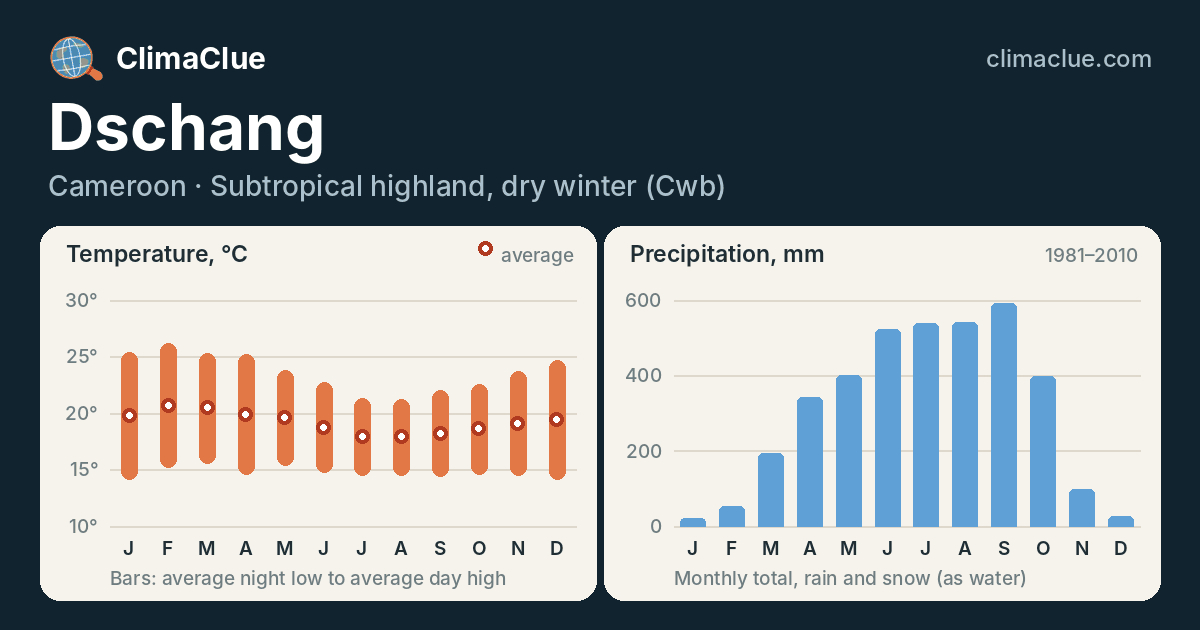 ClimaClue
climaclue.com
Dschang
Cameroon · Subtropical highland, dry winter (Cwb)
Temperature, °C
average
30°
25°
20°
15°
10°
J F M A M J J A S O N D
Bars: average night low to average day high
Precipitation, mm
1981–2010
600
400
200
0
J F M A M J J A S O N D
Monthly total, rain and snow (as water)